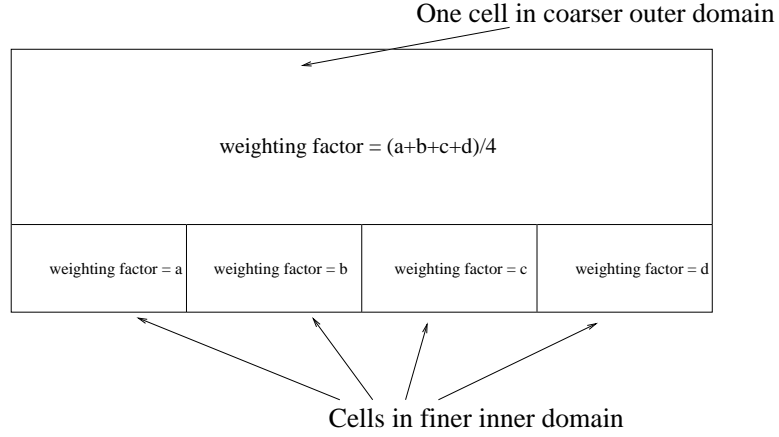 One cell in coarser outer domain
weighting factor = (a+b+c+d)/4
weighting factor = a
weighting factor = b
weighting factor = c
weighting factor = d
Cells in finer inner domain